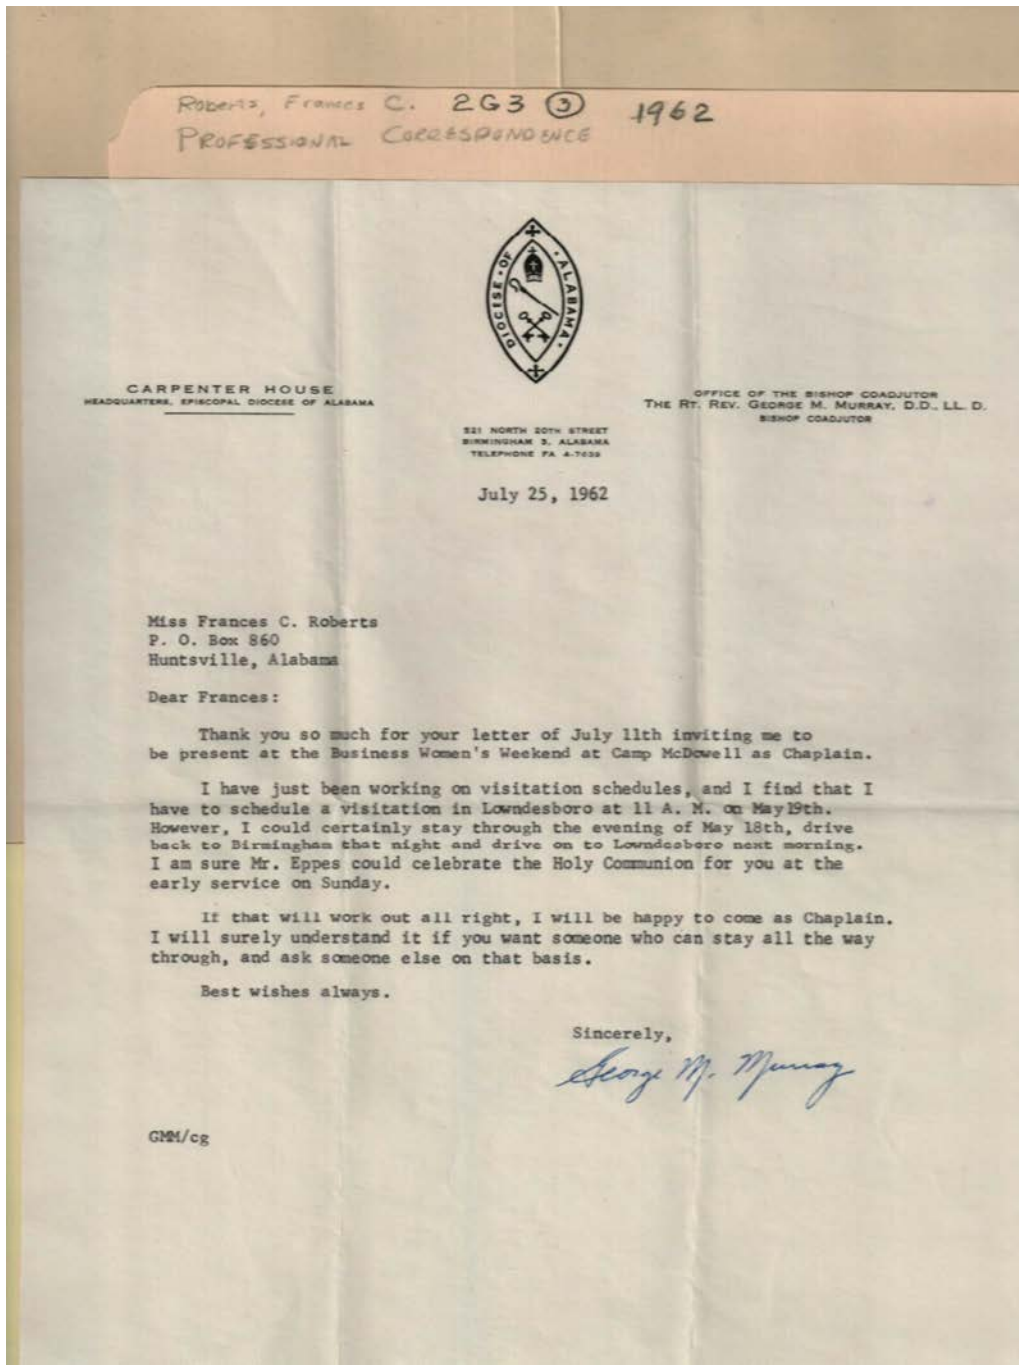 Roberts, Frances C. 2G3 ③ 1962
PROFESSIONAL CORRESPONDENCE
DIOCESE · OF · ALABAMA ·
CARPENTER HOUSE
HEADQUARTERS, EPISCOPAL DIOCESE OF ALABAMA
OFFICE OF THE BISHOP COADJUTOR
THE RT. REV. GEORGE M. MURRAY, D.D., LL. D.
BISHOP COADJUTOR
521 NORTH 20TH STREET
BIRMINGHAM 3, ALABAMA
TELEPHONE FA 4-7039
July 25, 1962
Miss Frances C. Roberts
P. O. Box 860
Huntsville, Alabama
Dear Frances:
Thank you so much for your letter of July 11th inviting me to
be present at the Business Women's Weekend at Camp McDowell as Chaplain.
I have just been working on visitation schedules, and I find that I
have to schedule a visitation in Lowndesboro at 11 A. M. on May19th.
However, I could certainly stay through the evening of May 18th, drive
back to Birmingham that night and drive on to Lowndesboro next morning.
I am sure Mr. Eppes could celebrate the Holy Communion for you at the
early service on Sunday.
If that will work out all right, I will be happy to come as Chaplain.
I will surely understand it if you want someone who can stay all the way
through, and ask someone else on that basis.
Best wishes always.
Sincerely,
George M. Murray
GMM/cg